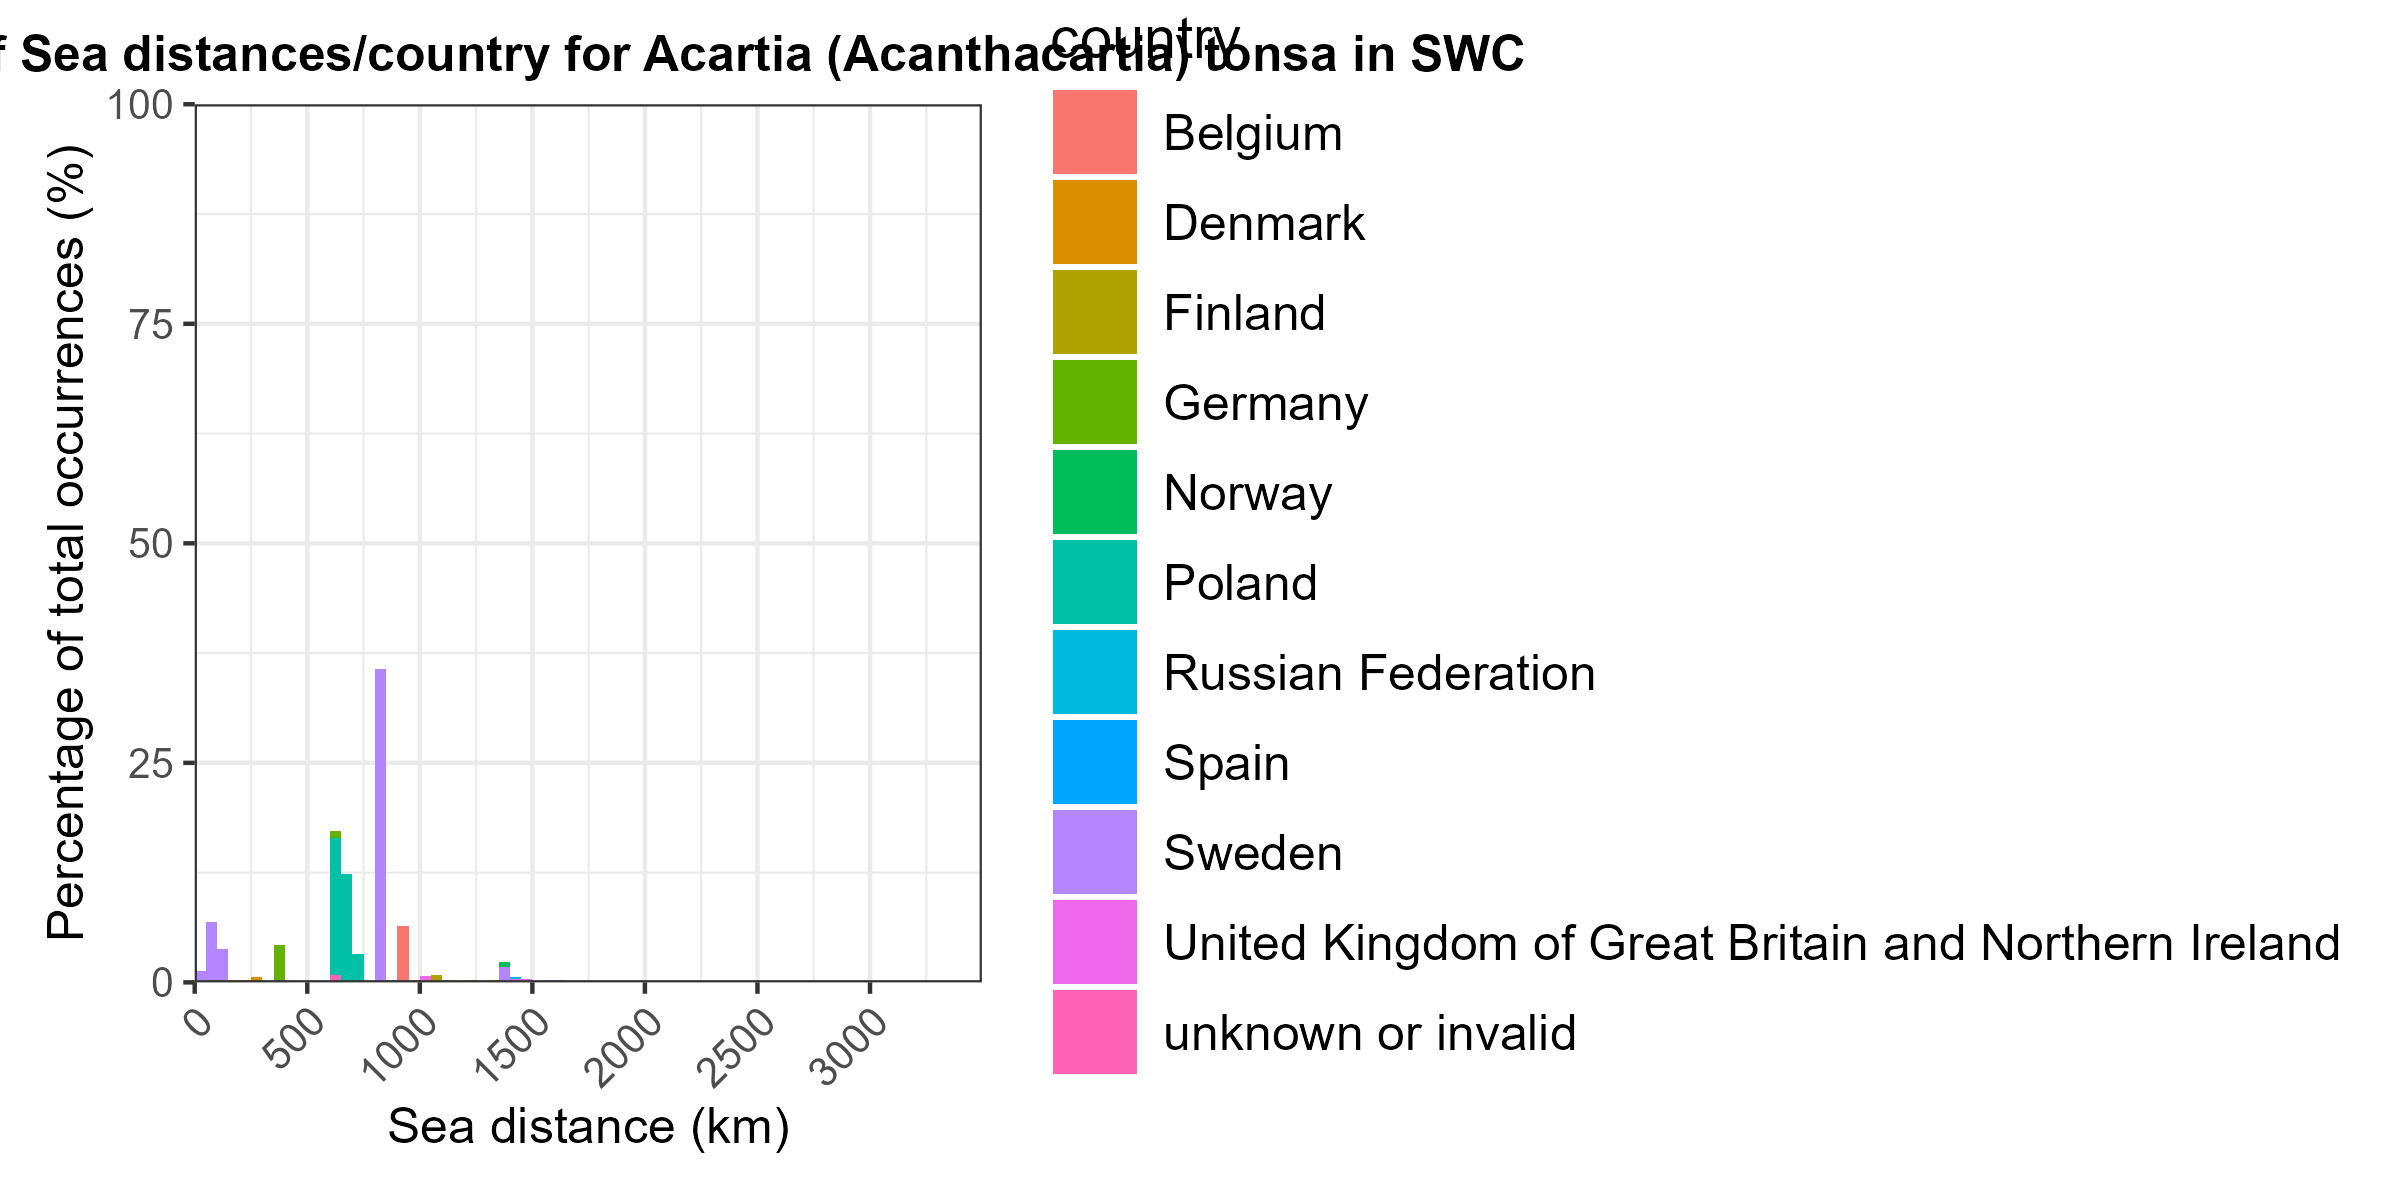 Sea distances/country for Acartia (Acanthacartia) tonsa in SWC
country
Percentage of total occurrences (%)
100
75
50
25
0
0
500
1000
1500
2000
2500
3000
Sea distance (km)
Belgium
Denmark
Finland
Germany
Norway
Poland
Russian Federation
Spain
Sweden
United Kingdom of Great Britain and Northern Ireland
unknown or invalid